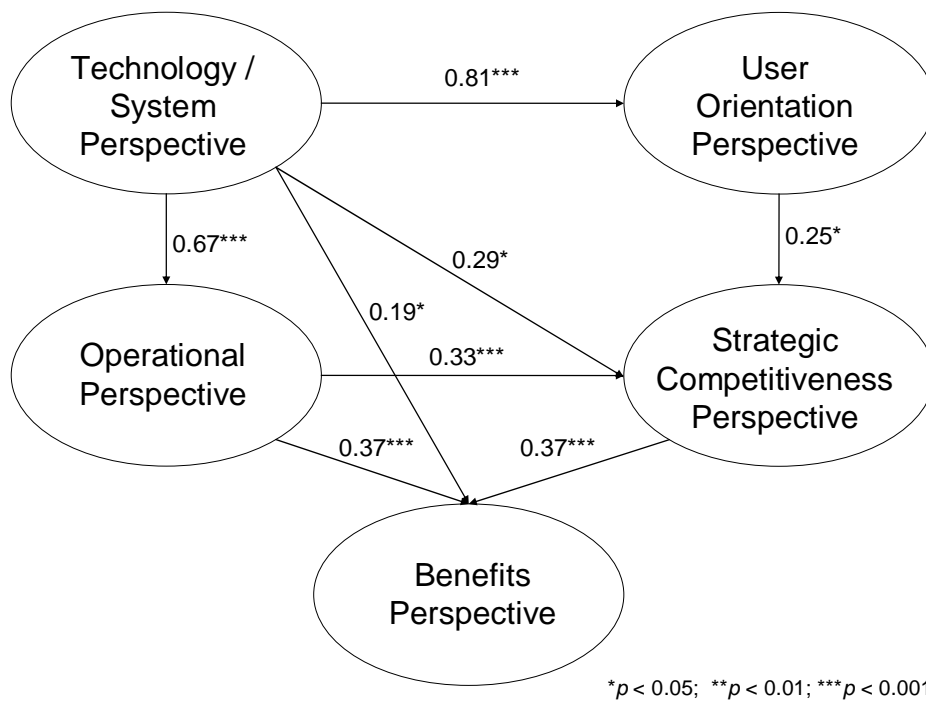 Technology /
System
Perspective
0.81***
User
Orientation
Perspective
0.67***
0.29*
0.25*
0.19*
Operational
Perspective
0.33***
Strategic
Competitiveness
Perspective
0.37***
0.37***
Benefits
Perspective
*p < 0.05; **p < 0.01; ***p < 0.001